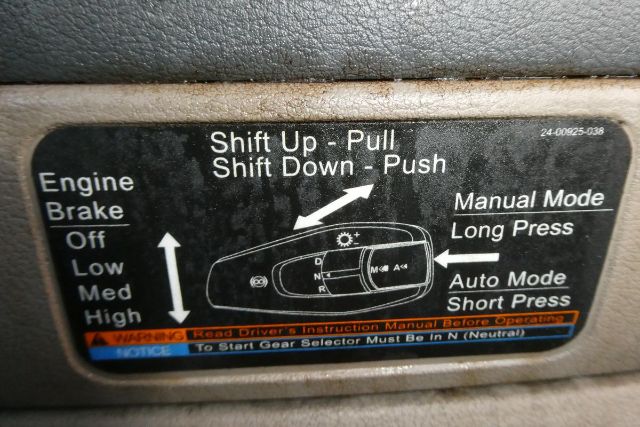 24-00925-038
Shift Up - Pull
Shift Down - Push
Engine
Brake
Off
Low
Med
High
Manual Mode
Long Press
Auto Mode
Short Press
+
D
N
R
M
A
WARNING Read Driver's Instruction Manual Before Operating
NOTICE To Start Gear Selector Must Be In N (Neutral)